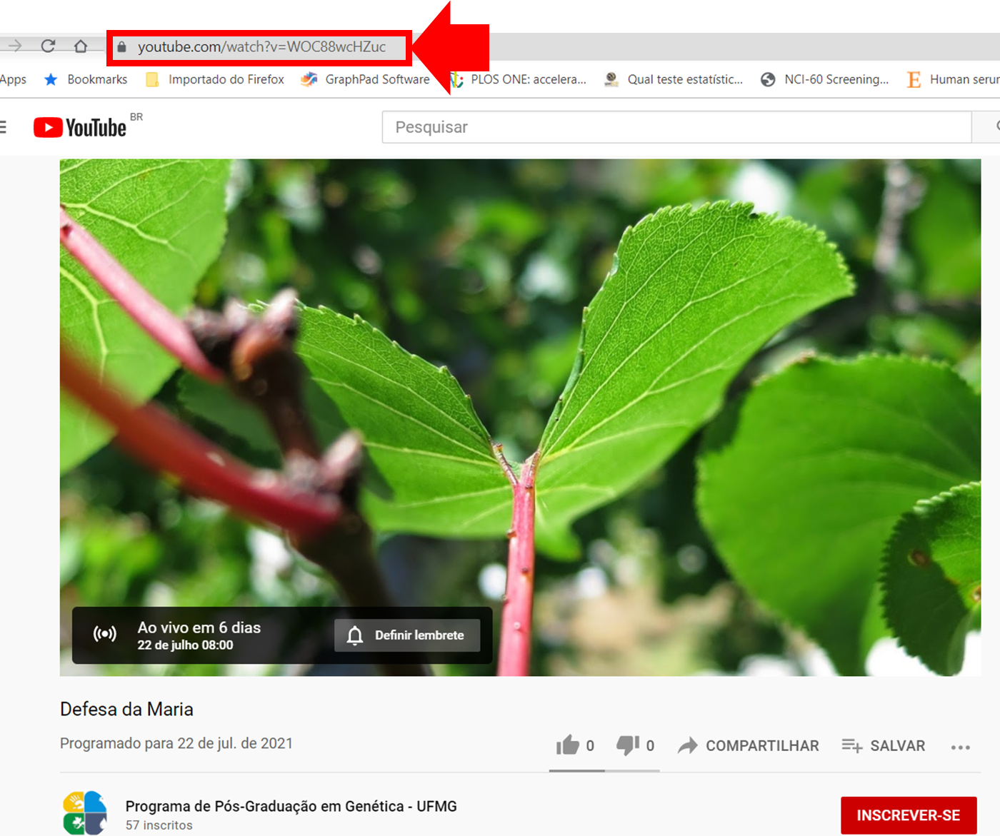 youtube.com/watch?v=WOC88wcHZuc
Apps Bookmarks Importado do Firefox GraphPad Software PLOS ONE: accelera... Qual teste estatístic... NCI-60 Screening... Human serum
YouTube BR
Pesquisar
Ao vivo em 6 dias
22 de julho 08:00
Definir lembrete
Defesa da Maria
Programado para 22 de jul. de 2021
0 0 COMPARTILHAR SALVAR
Programa de Pós-Graduação em Genética - UFMG
57 inscritos
INSCREVER-SE